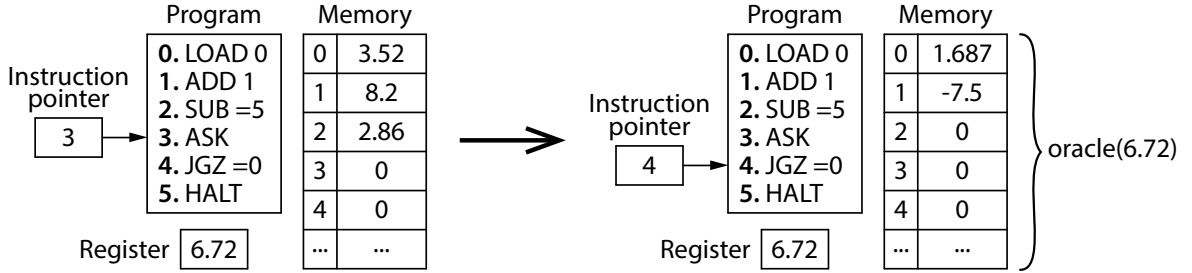 Program Memory
0. LOAD 0
1. ADD 1
2. SUB =5
3. ASK
4. JGZ =0
5. HALT
Instruction
pointer
3
0 3.52
1 8.2
2 2.86
3 0
4 0
... ...
Register 6.72
Program Memory
0. LOAD 0
1. ADD 1
2. SUB =5
3. ASK
4. JGZ =0
5. HALT
Instruction
pointer
4
0 1.687
1 -7.5
2 0
3 0
4 0
... ...
Register 6.72
oracle(6.72)